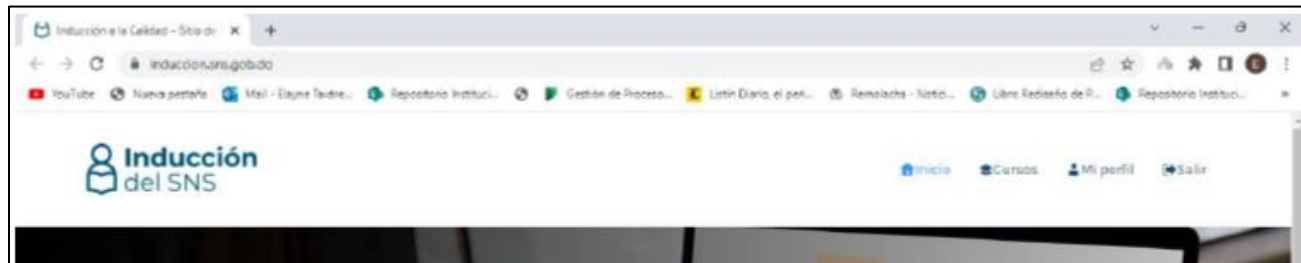 Inducción a la Calidad – Sitio de
induccion.sns.gob.do
YouTube Nueva pestaña Mail - Elayne Repositorio Instituci... Gestión de Proceso... Listín Diario, el peri... Remolacha - Notici... Libro Rediseño de P... Repositorio Instituci... »
Inducción
del SNS
Inicio Cursos Mi perfil Salir